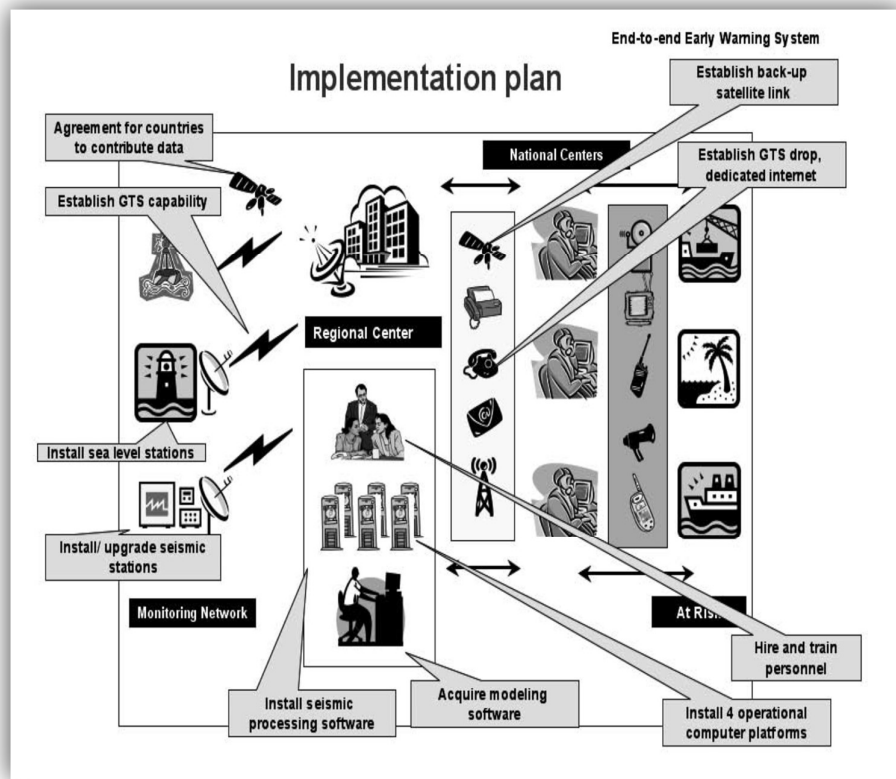 End-to-end Early Warning System
Implementation plan
Establish back-up
satellite link
Agreement for countries
to contribute data
National Centers
Establish GTS drop,
dedicated internet
Establish GTS capability
Regional Center
Install sea level stations
Install/ upgrade seismic
stations
Monitoring Network
At Ris
Hire and train
personnel
Install seismic
processing software
Acquire modeling
software
Install 4 operational
computer platforms